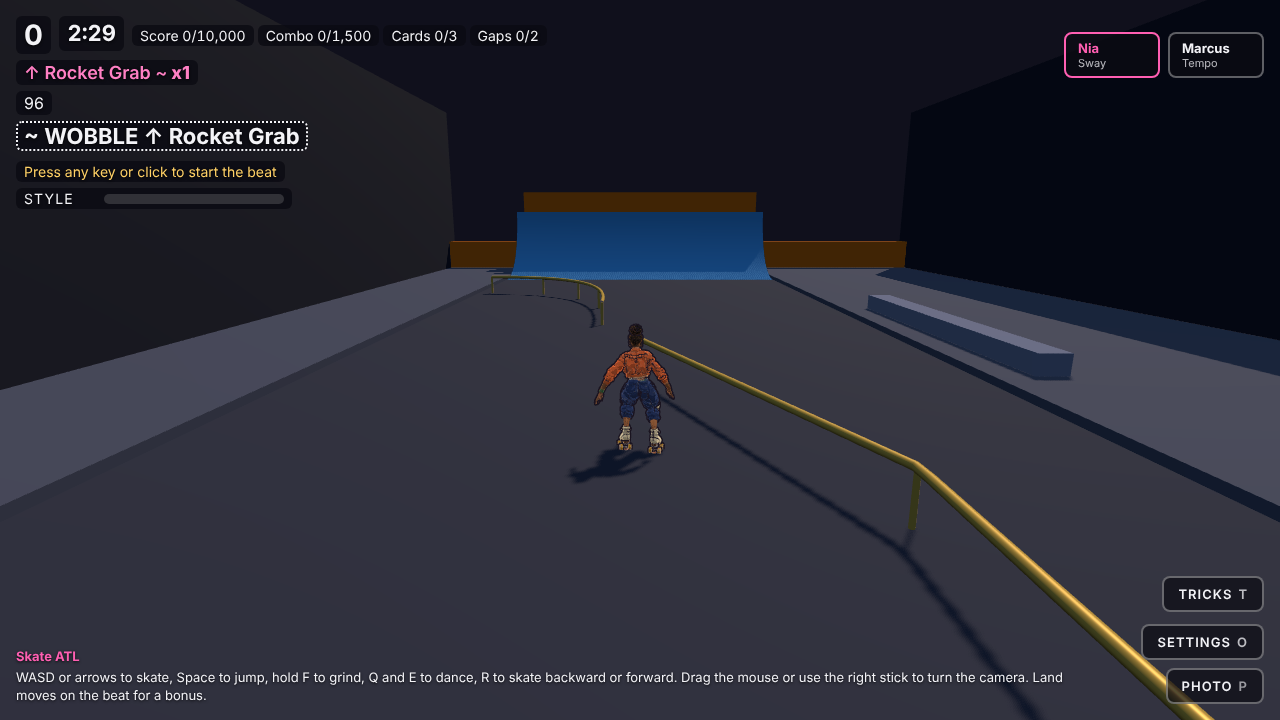 0
2:29
Score 0/10,000
Combo 0/1,500
Cards 0/3
Gaps 0/2
↑ Rocket Grab ~ x1
96
~ WOBBLE ↑ Rocket Grab
Press any key or click to start the beat
STYLE
Nia
Sway
Marcus
Tempo
TRICKS T
SETTINGS O
PHOTO P
Skate ATL
WASD or arrows to skate, Space to jump, hold F to grind, Q and E to dance, R to skate backward or forward. Drag the mouse or use the right stick to turn the camera. Land
moves on the beat for a bonus.